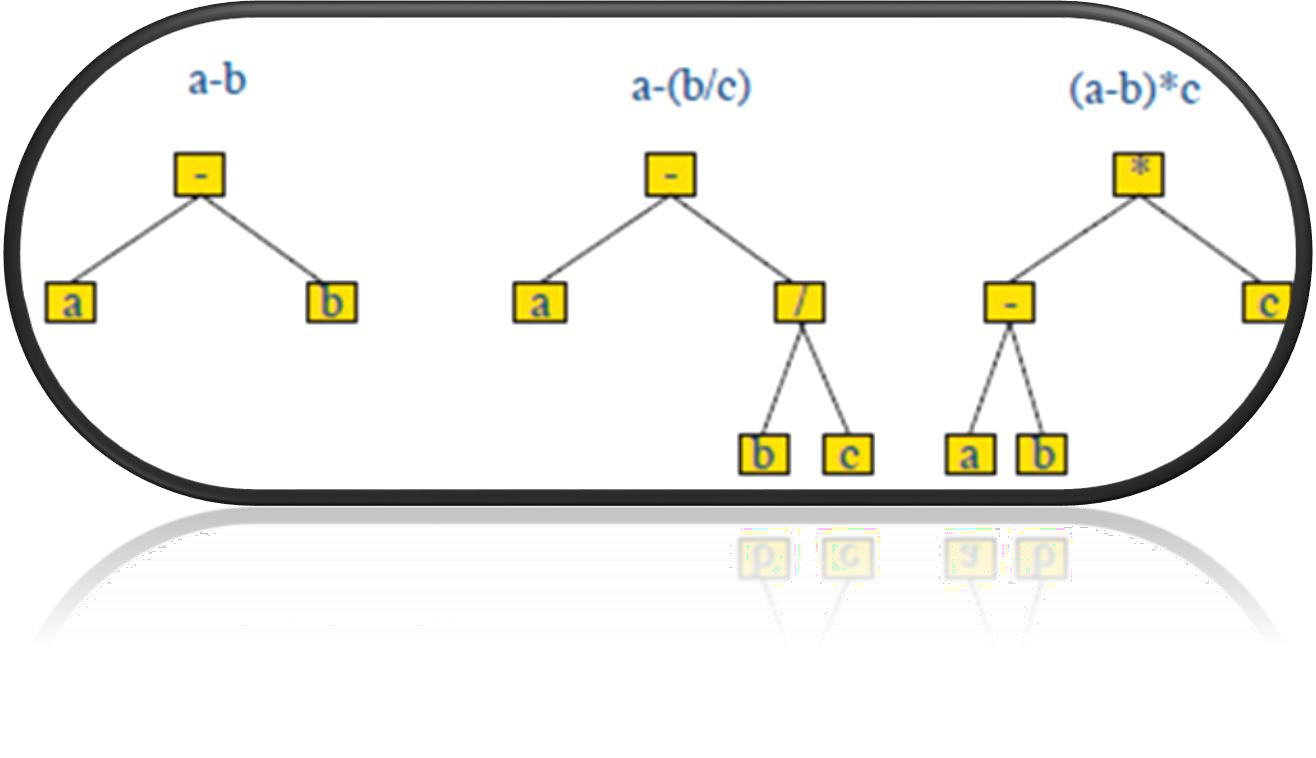 a-b a-(b/c) (a-b)*c
- - *
a b a / - c
b c a b